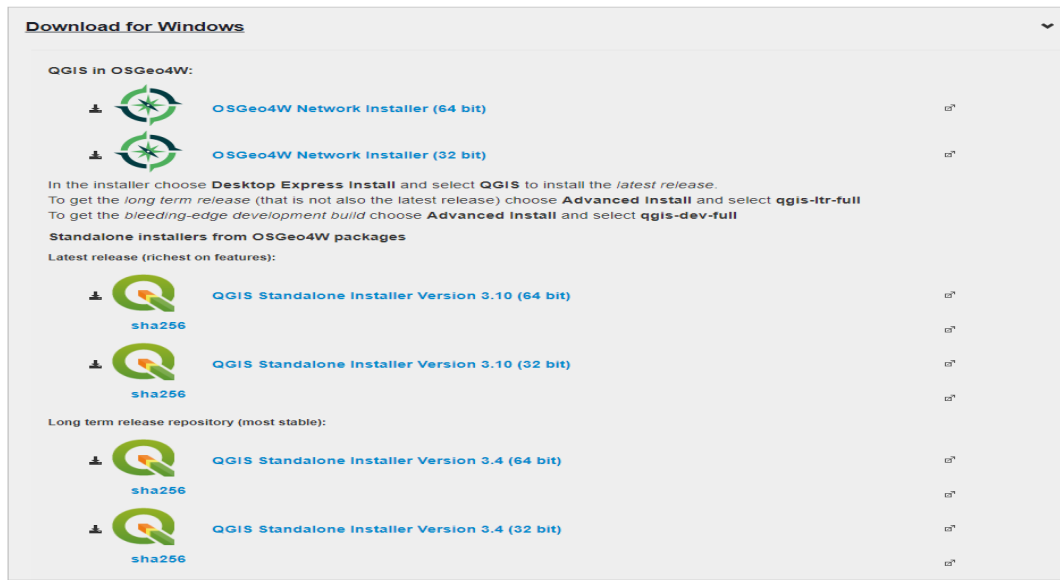 Download for Windows
QGIS in OSGeo4W:
OSGeo4W Network Installer (64 bit)
OSGeo4W Network Installer (32 bit)
In the installer choose Desktop Express Install and select QGIS to install the latest release.
To get the long term release (that is not also the latest release) choose Advanced Install and select qgis-ltr-full
To get the bleeding-edge development build choose Advanced Install and select qgis-dev-full
Standalone installers from OSGeo4W packages
Latest release (richest on features):
QGIS Standalone Installer Version 3.10 (64 bit)
sha256
QGIS Standalone Installer Version 3.10 (32 bit)
sha256
Long term release repository (most stable):
QGIS Standalone Installer Version 3.4 (64 bit)
sha256
QGIS Standalone Installer Version 3.4 (32 bit)
sha256